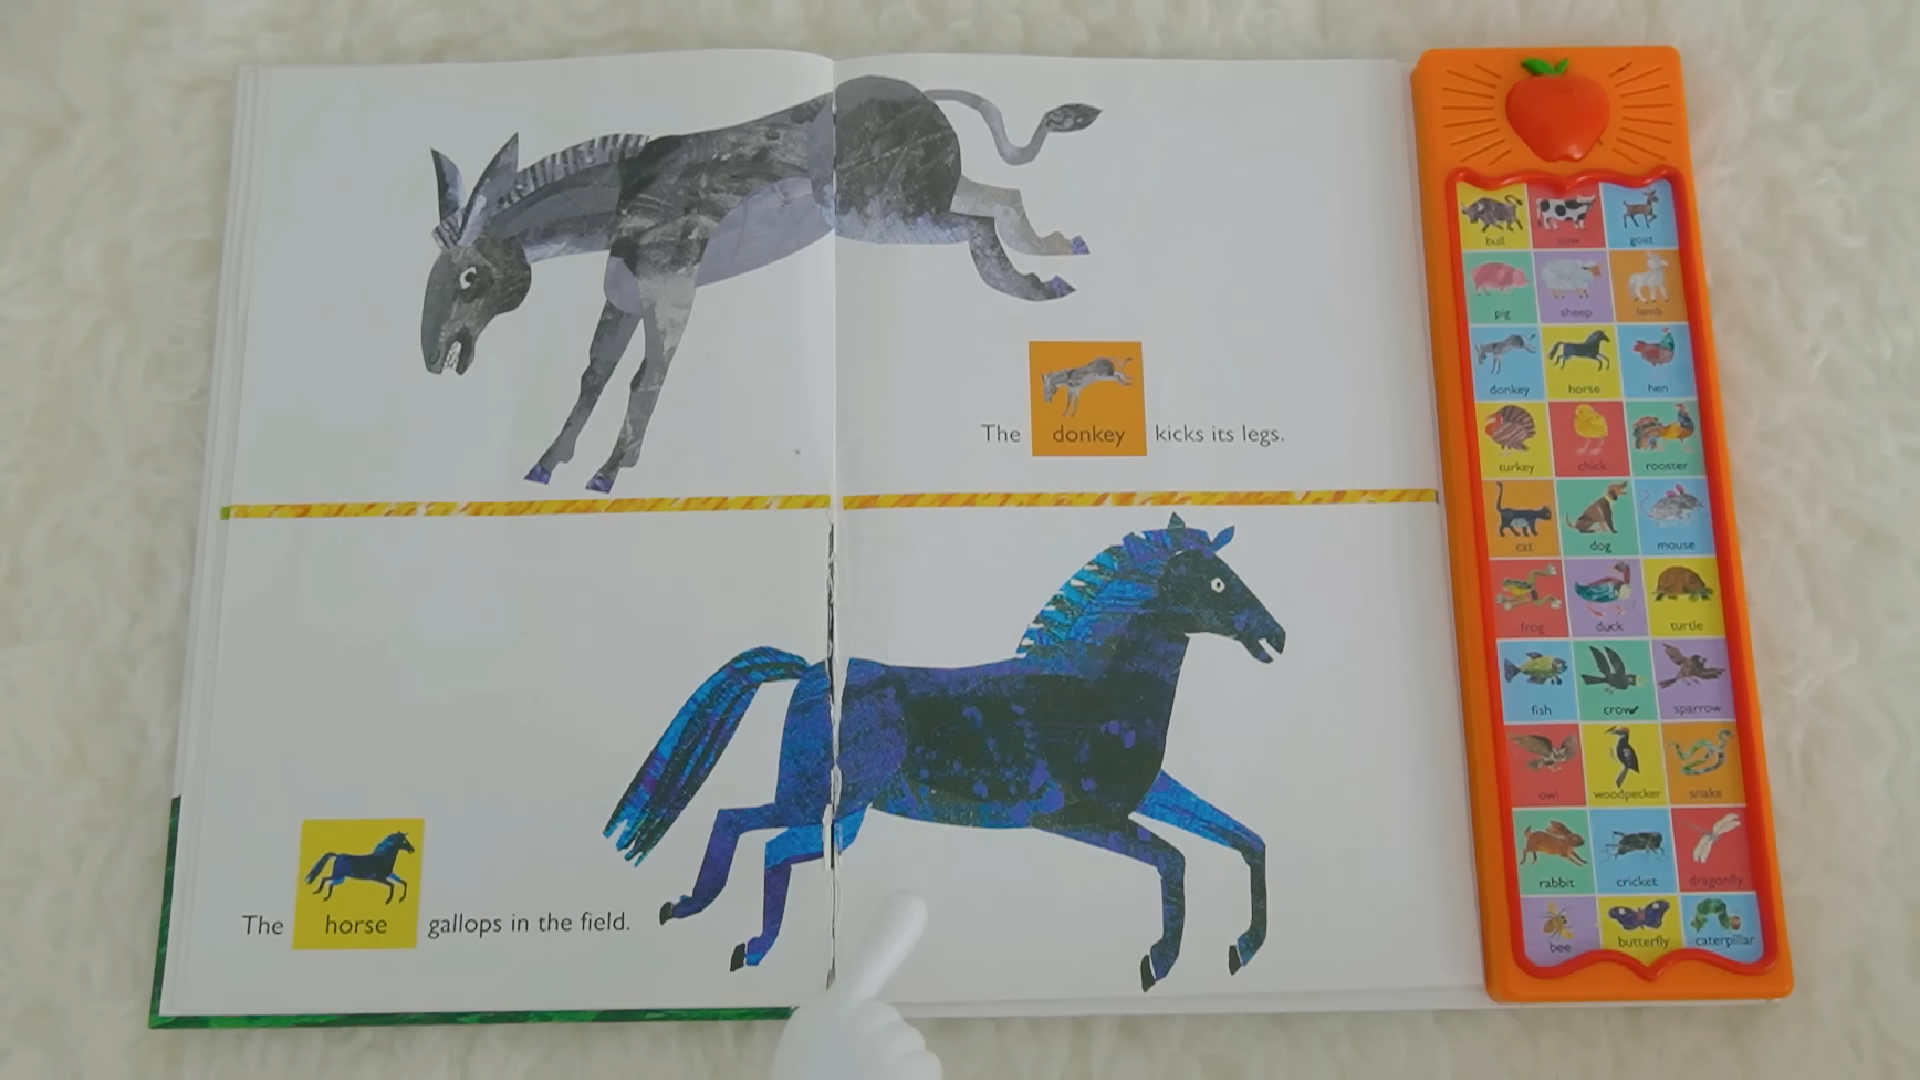 The donkey kicks its legs.
The horse gallops in the field.
bull cow goat
pig sheep lamb
donkey horse hen
turkey chick rooster
cat dog mouse
frog duck turtle
fish crow sparrow
owl woodpecker snake
rabbit cricket dragonfly
bee butterfly caterpillar